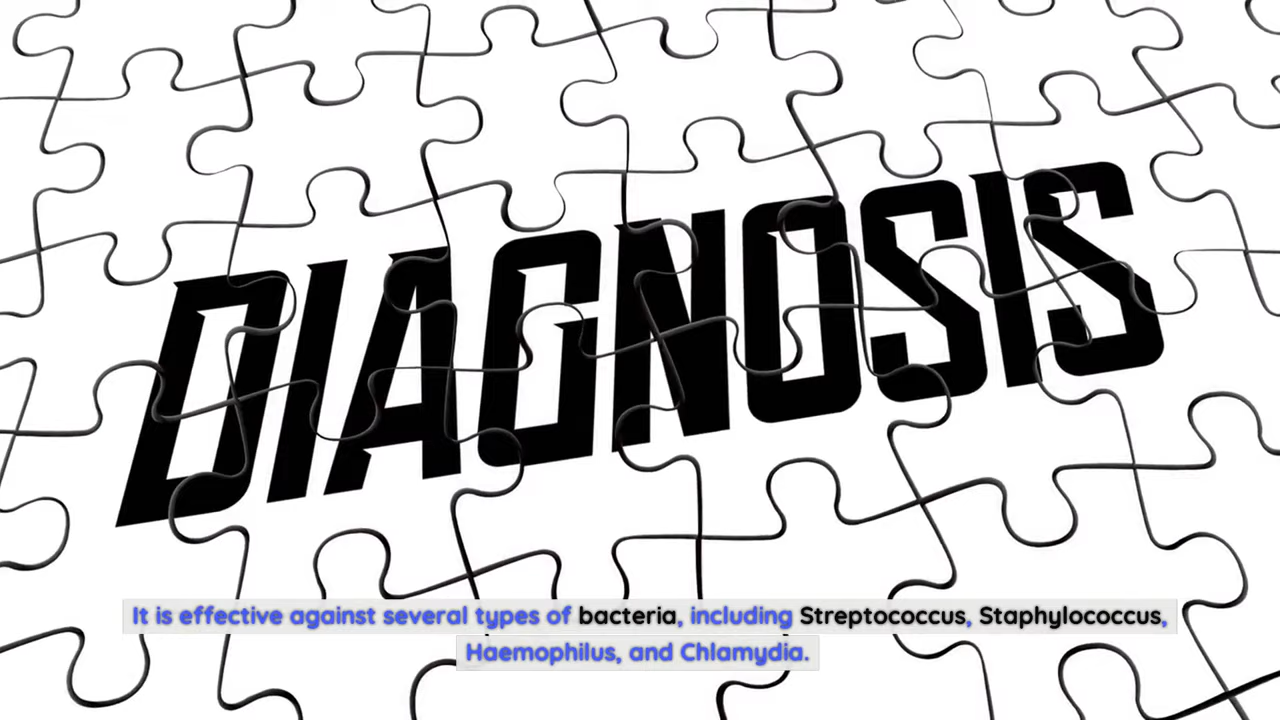 DIAGNOSIS
It is effective against several types of bacteria, including Streptococcus, Staphylococcus,
Haemophilus, and Chlamydia.